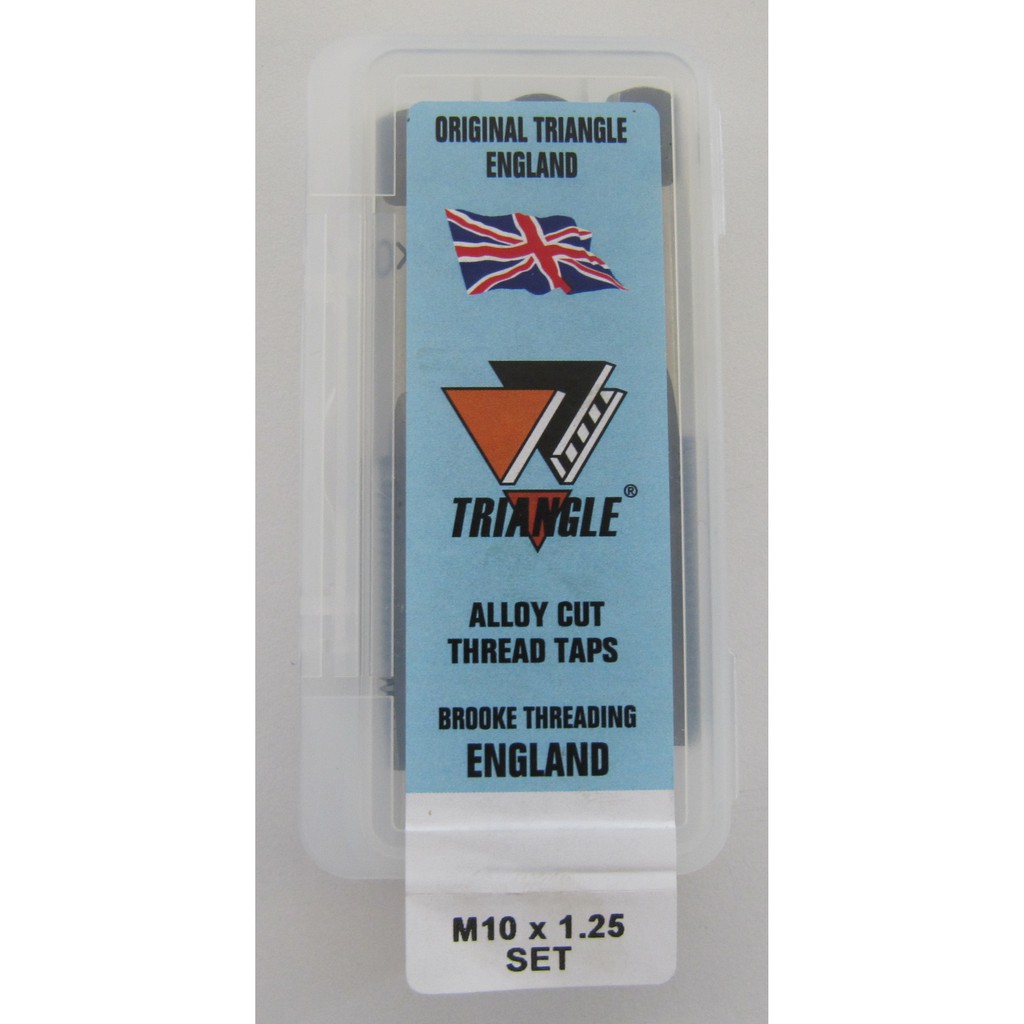 ORIGINAL TRIANGLE
ENGLAND
TRIANGLE®
ALLOY CUT
THREAD TAPS
BROOKE THREADING
ENGLAND
M10 x 1.25
SET